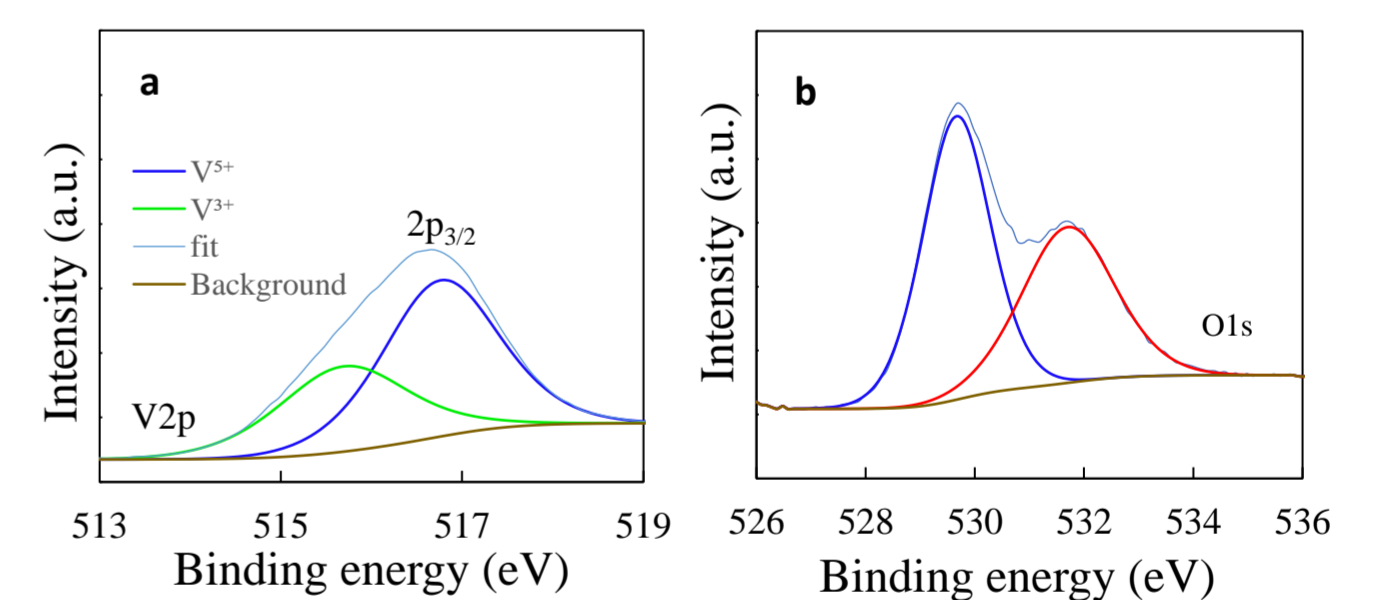 a
V⁵⁺
V³⁺
fit
Background
2p₃/₂
V2p
Intensity (a.u.)
513 515 517 519
Binding energy (eV)
b
O1s
Intensity (a.u.)
526 528 530 532 534 536
Binding energy (eV)